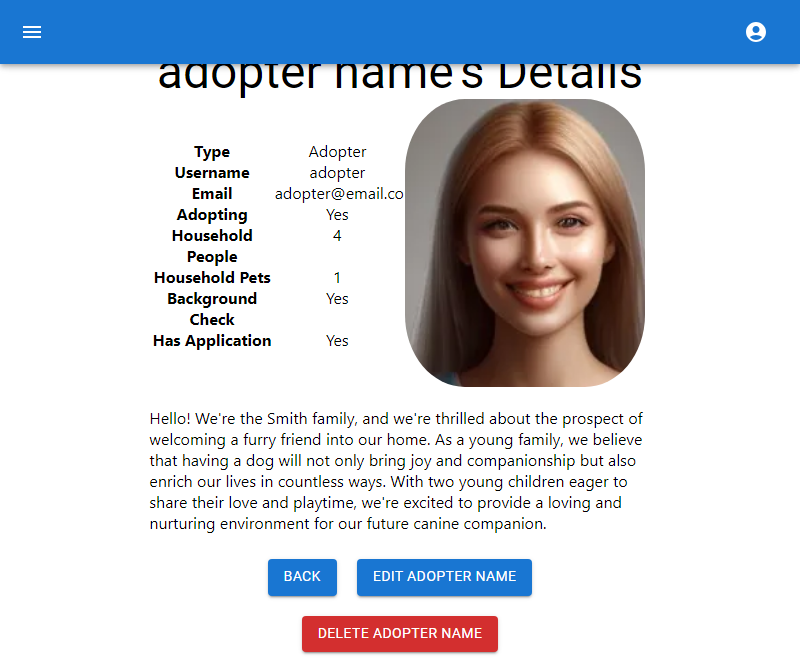 adopter name's Details
Type Adopter
Username adopter
Email adopter@email.co
Adopting Yes
Household 4
People
Household Pets 1
Background Yes
Check
Has Application Yes
Hello! We're the Smith family, and we're thrilled about the prospect of
welcoming a furry friend into our home. As a young family, we believe
that having a dog will not only bring joy and companionship but also
enrich our lives in countless ways. With two young children eager to
share their love and playtime, we're excited to provide a loving and
nurturing environment for our future canine companion.
BACK EDIT ADOPTER NAME
DELETE ADOPTER NAME